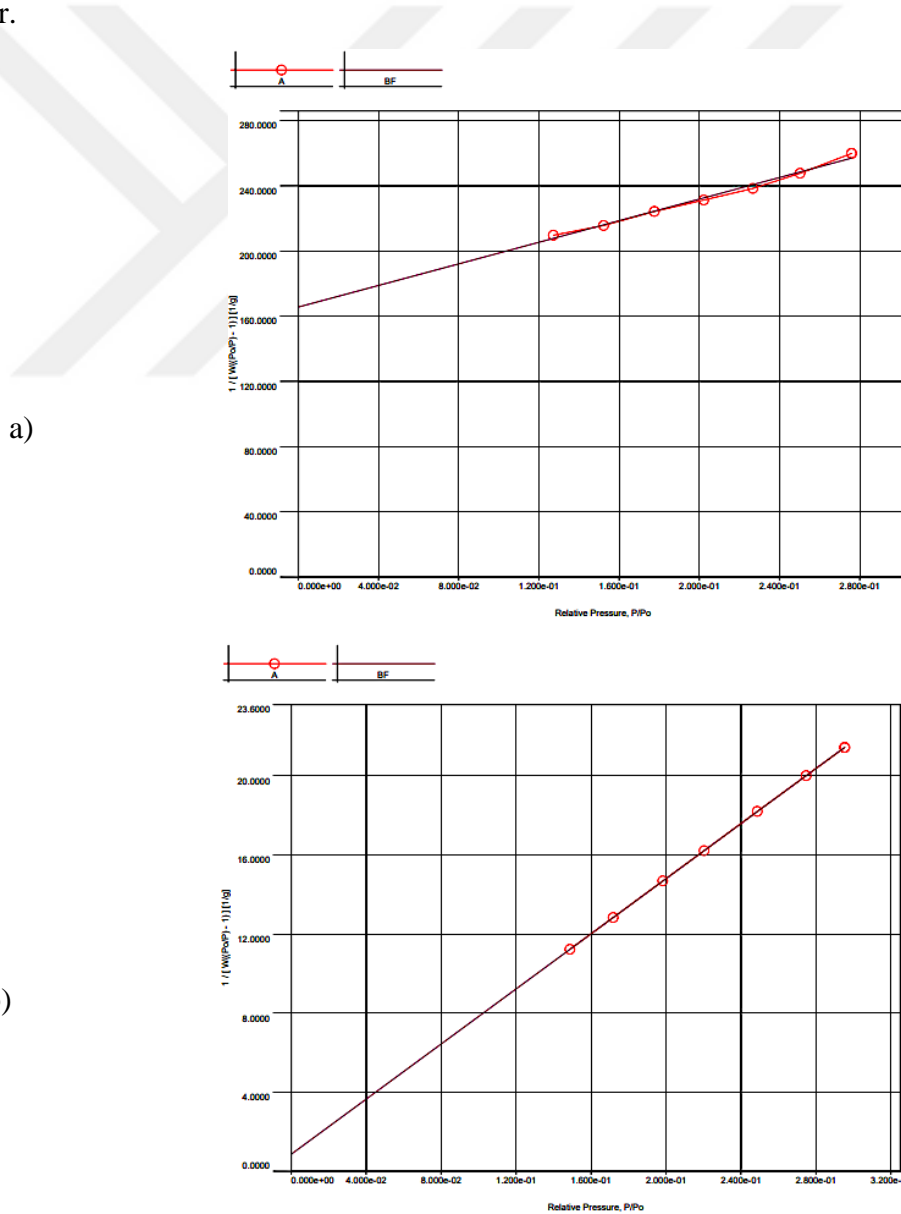 r.
A BF
280.0000
240.0000
200.0000
160.0000
120.0000
80.0000
40.0000
0.0000
1 / [ W((Po/P) - 1) ] [1/g]
0.000e+00 4.000e-02 8.000e-02 1.200e-01 1.600e-01 2.000e-01 2.400e-01 2.800e-01
Relative Pressure, P/Po
a)
A BF
23.6000
20.0000
16.0000
12.0000
8.0000
4.0000
0.0000
1 / [ W((Po/P) - 1) ] [1/g]
0.000e+00 4.000e-02 8.000e-02 1.200e-01 1.600e-01 2.000e-01 2.400e-01 2.800e-01 3.200e-
Relative Pressure, P/Po
)